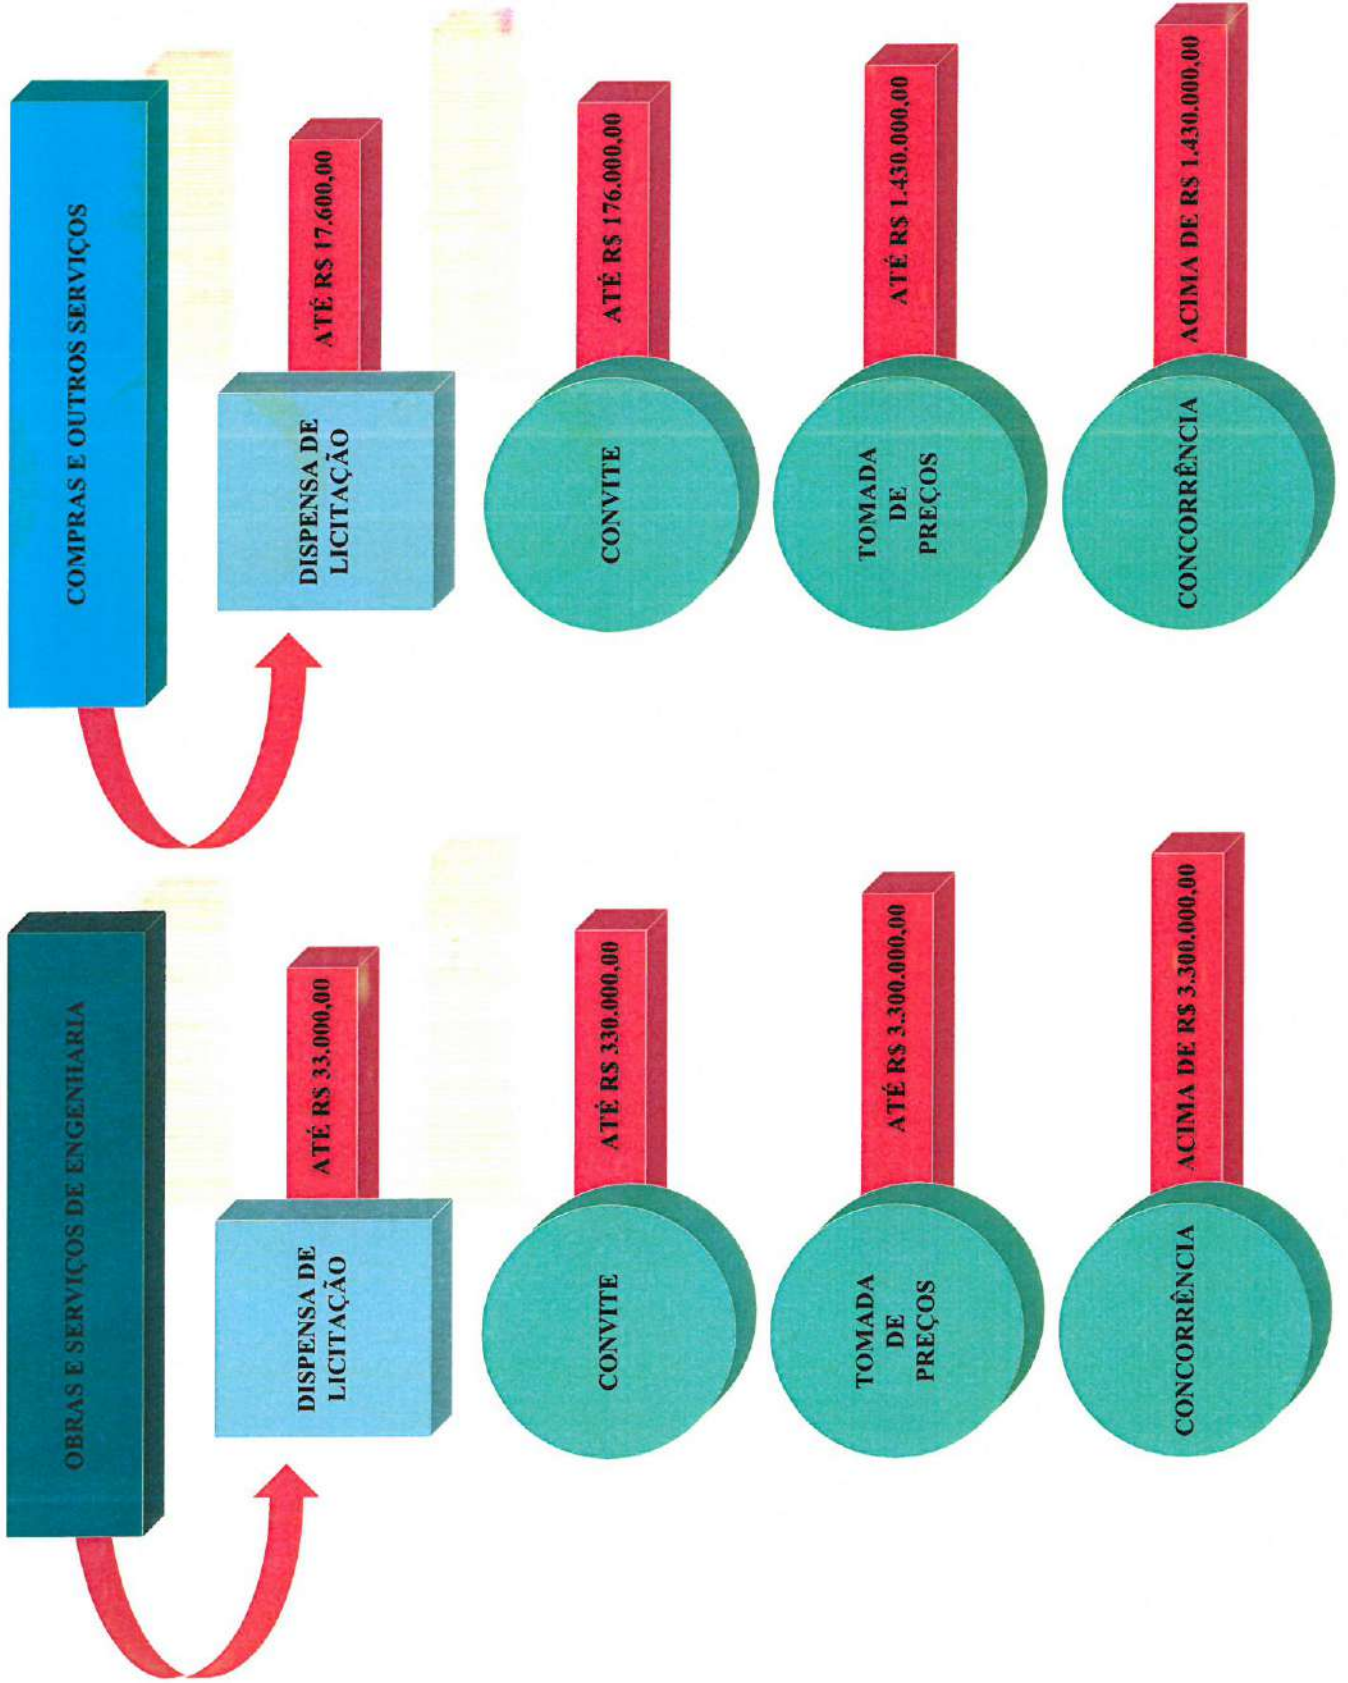 OBRAS E SERVIÇOS DE ENGENHARIA
DISPENSA DE
LICITAÇÃO
ATÉ R$ 33.000,00
CONVITE
ATÉ R$ 330.000,00
TOMADA
DE
PREÇOS
ATÉ R$ 3.300.000,00
CONCORRÊNCIA
ACIMA DE R$ 3.300.000,00
COMPRAS E OUTROS SERVIÇOS
DISPENSA DE
LICITAÇÃO
ATÉ R$ 17.600,00
CONVITE
ATÉ R$ 176.000,00
TOMADA
DE
PREÇOS
ATÉ R$ 1.430.000,00
CONCORRÊNCIA
ACIMA DE R$ 1.430.000,00